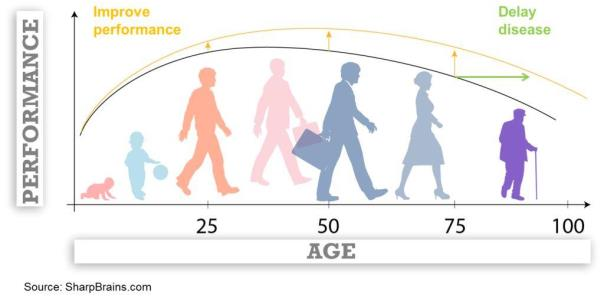 Improve
performance
Delay
disease
PERFORMANCE
25
50
75
100
AGE
Source: SharpBrains.com